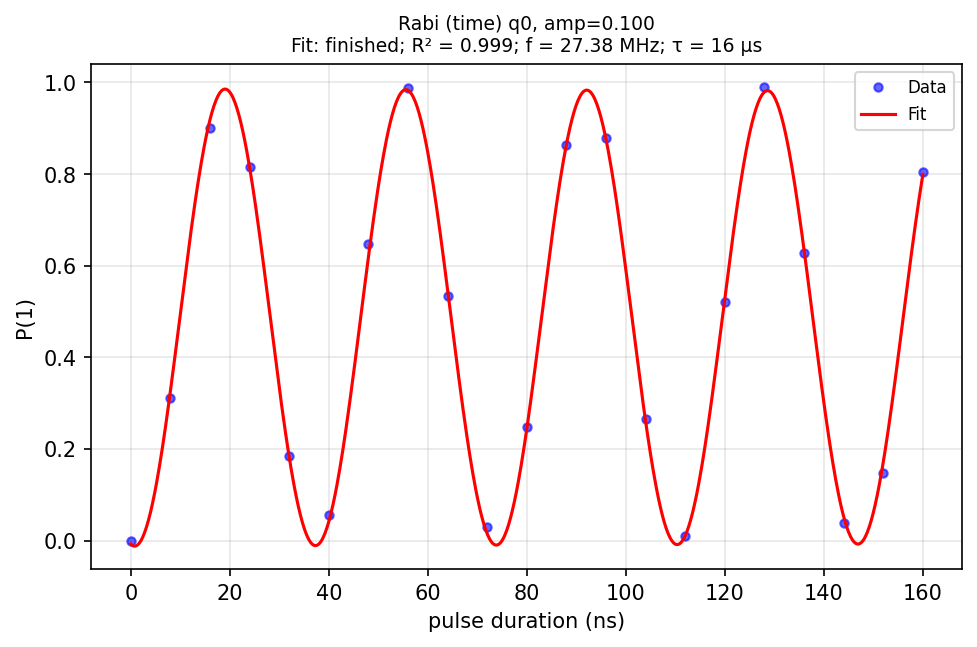 Rabi (time) q0, amp=0.100
Fit: finished; R² = 0.999; f = 27.38 MHz; τ = 16 µs
Data
Fit
P(1)
1.0
0.8
0.6
0.4
0.2
0.0
0 20 40 60 80 100 120 140 160
pulse duration (ns)